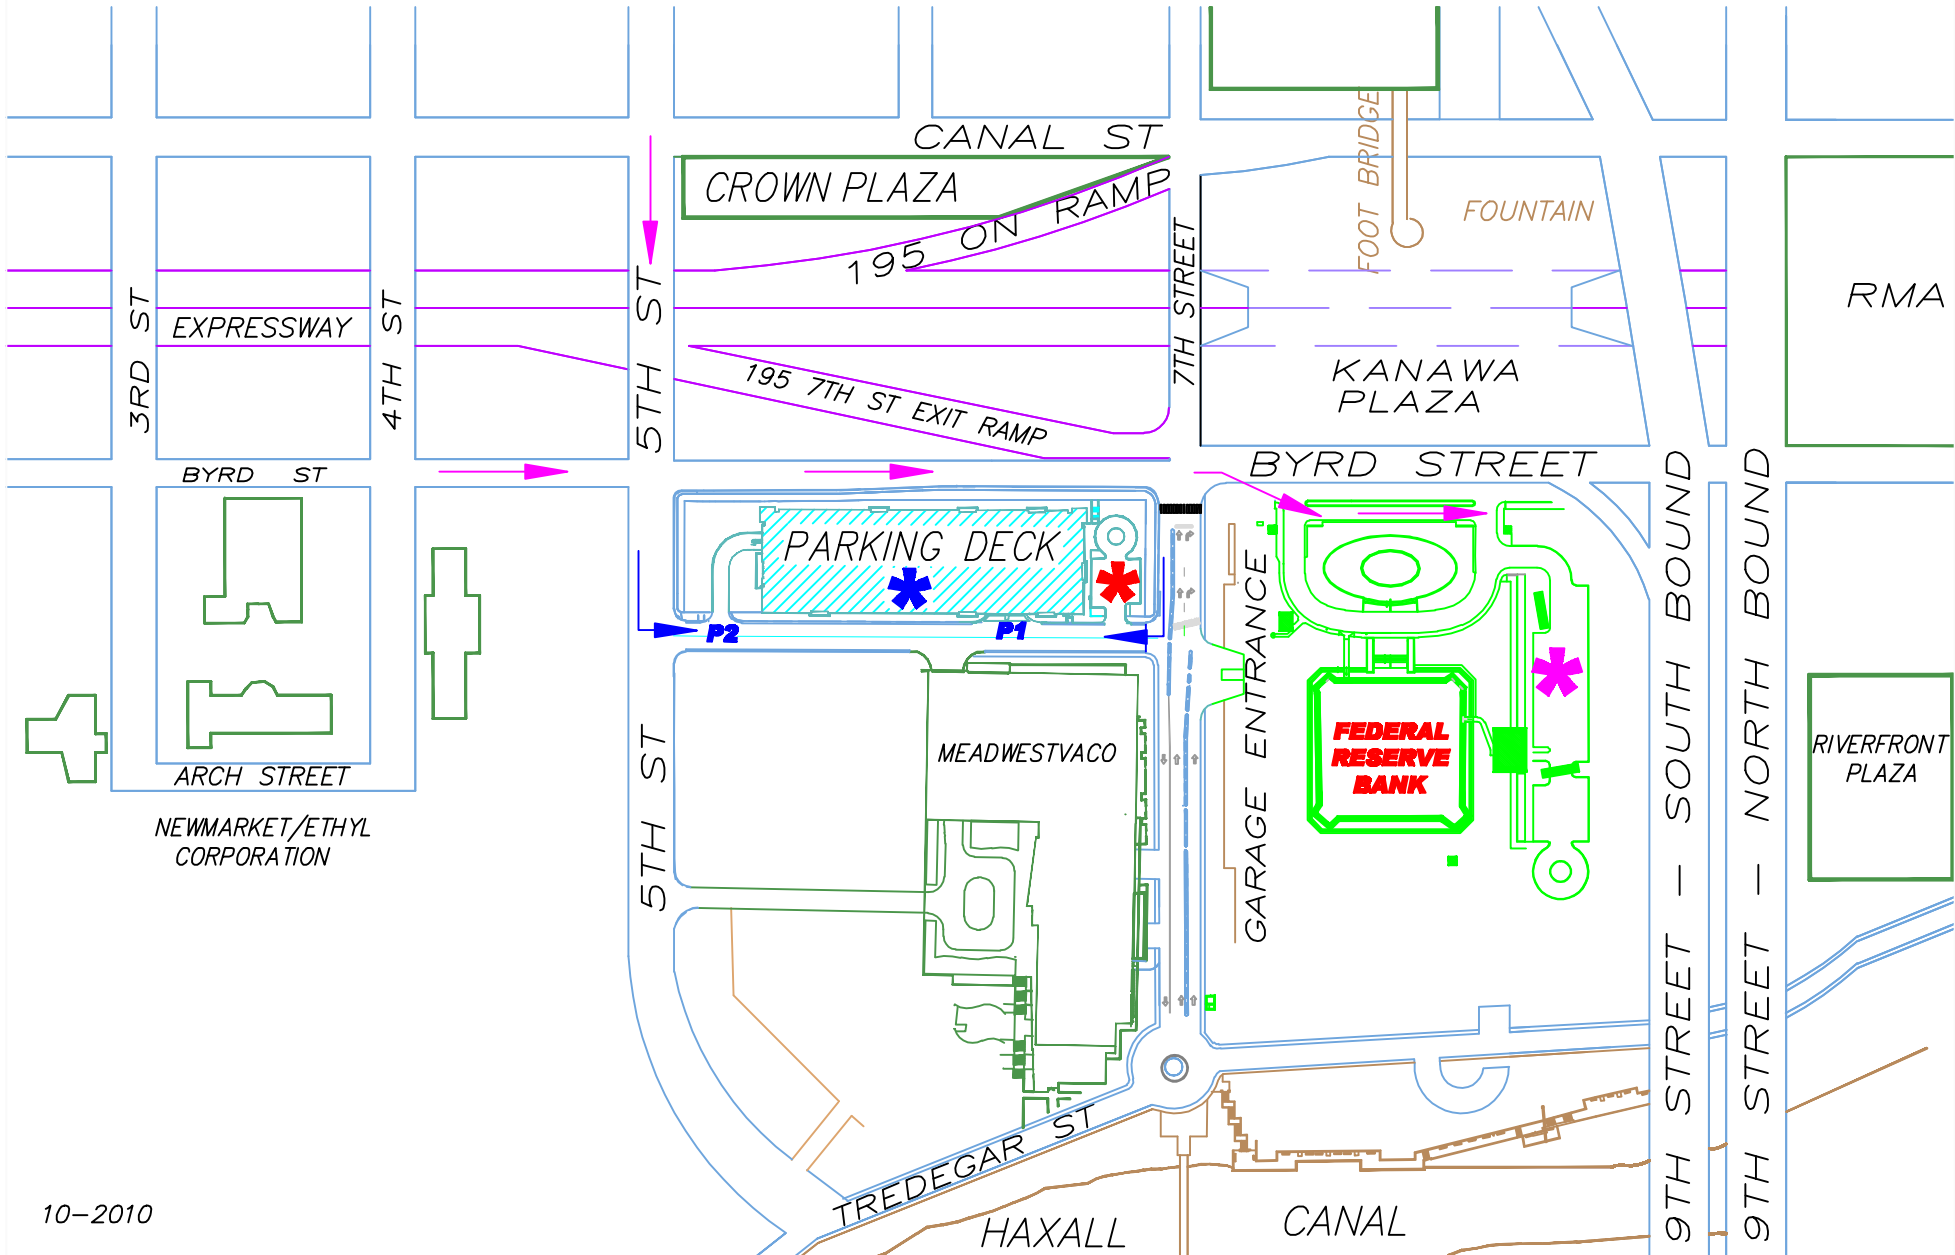 CANAL ST
FOOT BRIDGE
CROWN PLAZA
195 ON RAMP
FOUNTAIN
7TH STREET
RMA
3RD ST
EXPRESSWAY
4TH ST
5TH ST
195 7TH ST EXIT RAMP
KANAWA
PLAZA
BYRD ST
BYRD STREET
PARKING DECK
P2
P1
GARAGE ENTRANCE
FEDERAL
RESERVE
BANK
9TH STREET - SOUTH BOUND
9TH STREET - NORTH BOUND
RIVERFRONT
PLAZA
MEADWESTVACO
5TH ST
ARCH STREET
NEWMARKET/ETHYL
CORPORATION
TREDEGAR ST
HAXALL
CANAL
10-2010